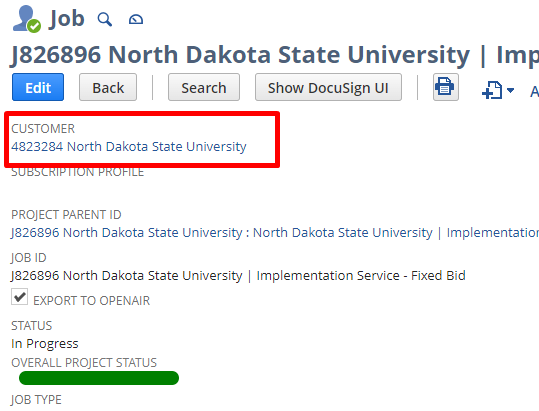 Job
J826896 North Dakota State University | Imp
Edit Back Search Show DocuSign UI
CUSTOMER
4823284 North Dakota State University
SUBSCRIPTION PROFILE
PROJECT PARENT ID
J826896 North Dakota State University : North Dakota State University | Implementation
JOB ID
J826896 North Dakota State University | Implementation Service - Fixed Bid
EXPORT TO OPENAIR
STATUS
In Progress
OVERALL PROJECT STATUS
JOB TYPE